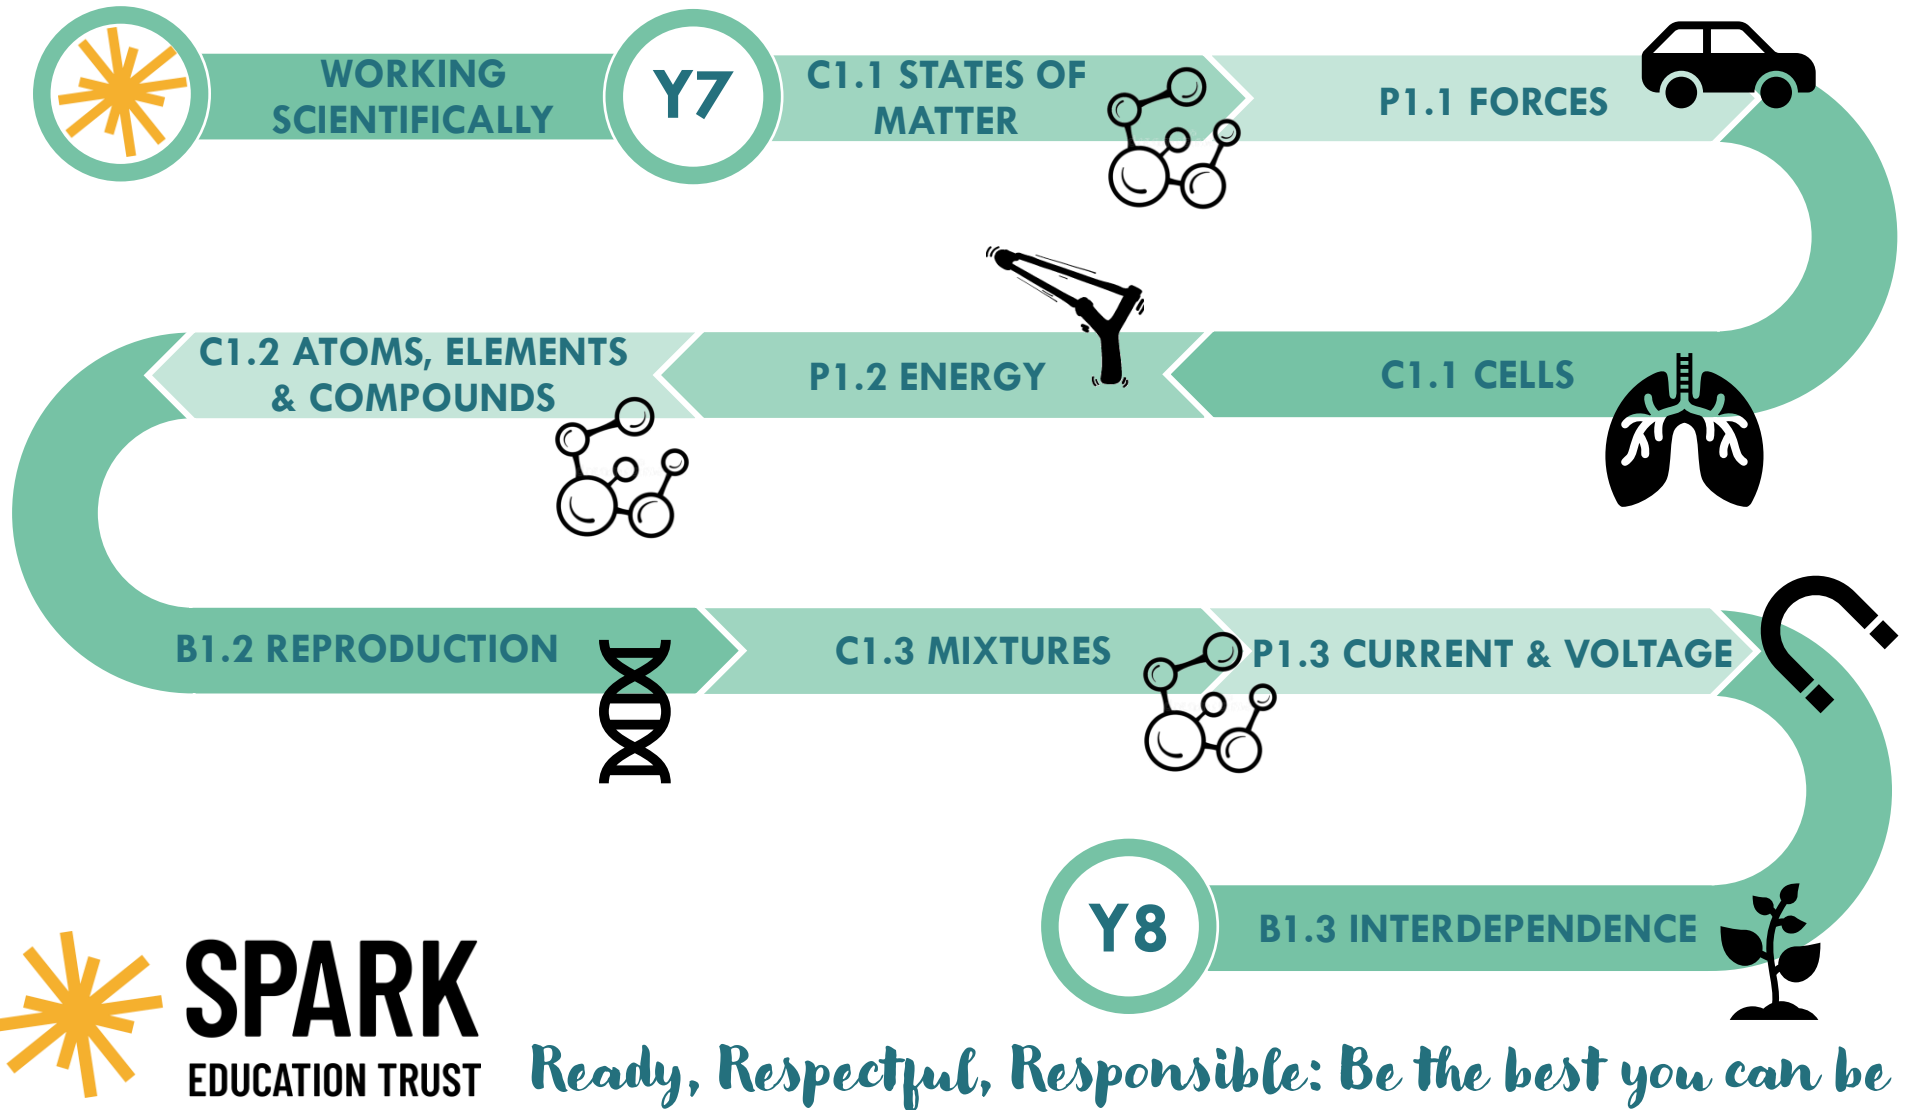 WORKING
SCIENTIFICALLY
Y7
C1.1 STATES OF
MATTER
P1.1 FORCES
C1.1 CELLS
P1.2 ENERGY
C1.2 ATOMS, ELEMENTS
& COMPOUNDS
B1.2 REPRODUCTION
C1.3 MIXTURES
P1.3 CURRENT & VOLTAGE
B1.3 INTERDEPENDENCE
Y8
SPARK
EDUCATION TRUST
Ready, Respectful, Responsible: Be the best you can be